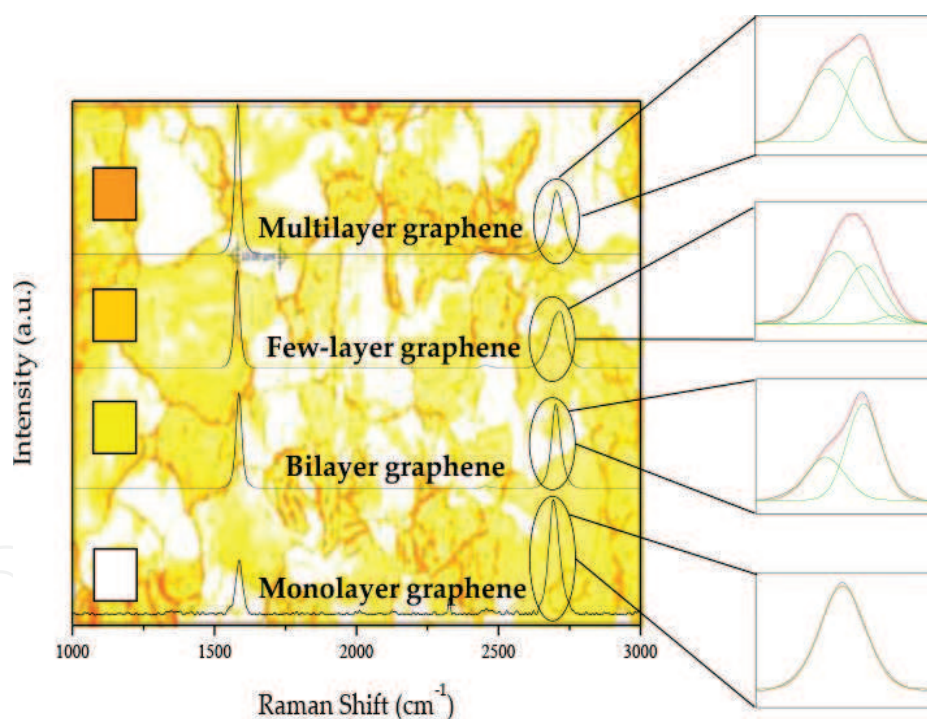 Multilayer graphene
Few-layer graphene
Bilayer graphene
Monolayer graphene
Intensity (a.u.)
1000 1500 2000 2500 3000
Raman Shift (cm⁻¹)